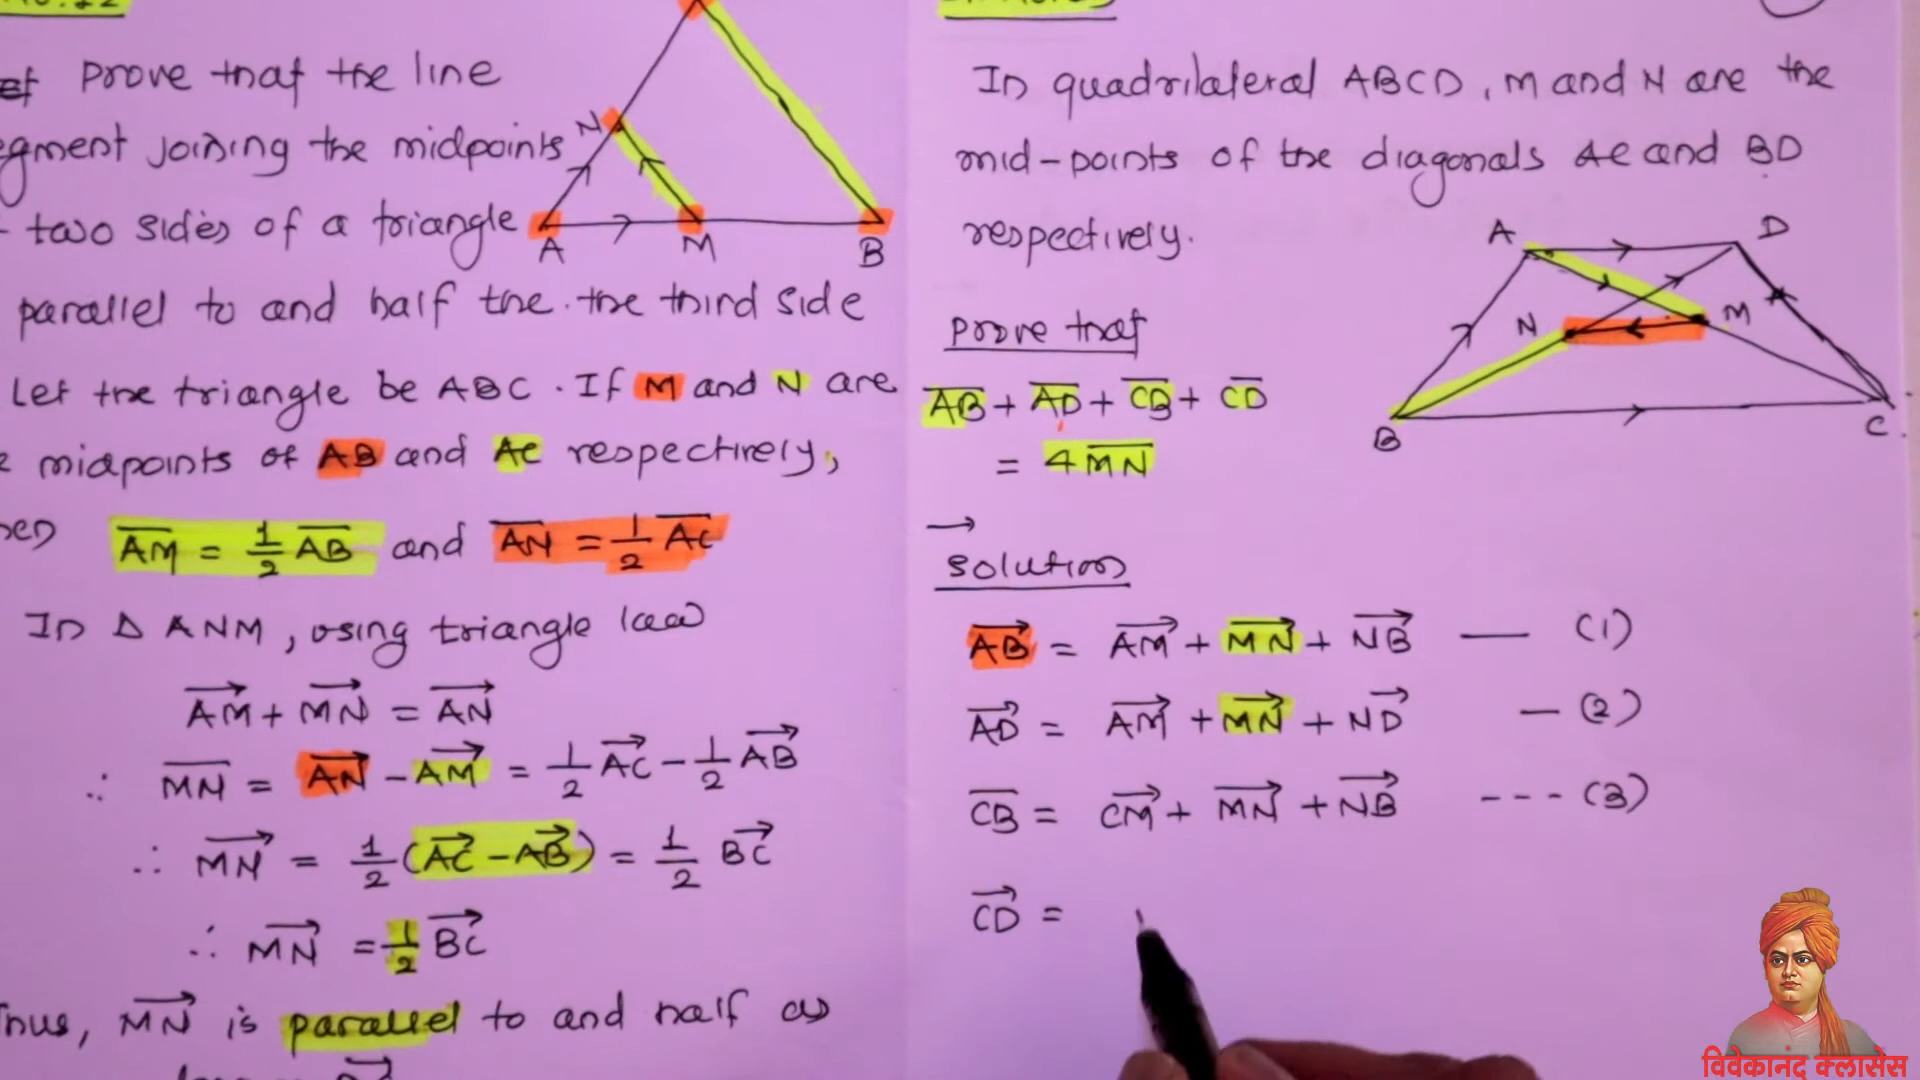 prove that the line
N
segment joining the midpoints
two sides of a triangle
A M B
parallel to and half the . the third side
Let the triangle be ABC . If M and N are
midpoints of AB and AC respectively,
AM = 1/2 AB and AN = 1/2 AC
In Δ ANM, using triangle law
AM + MN = AN
∴ MN = AN - AM = 1/2 AC - 1/2 AB
∴ MN = 1/2 (AC - AB) = 1/2 BC
∴ MN = 1/2 BC
Thus, MN is parallel to and half as
In quadrilateral ABCD, M and N are the
mid-points of the diagonals AC and BD
respectively.
A D
N M
B C
prove that
AB + AD + CB + CD
= 4 MN
→
Solution
AB = AM + MN + NB — (1)
AD = AM + MN + ND — (2)
CB = CM + MN + NB --- (3)
CD =
विवेकानंद क्लासेस